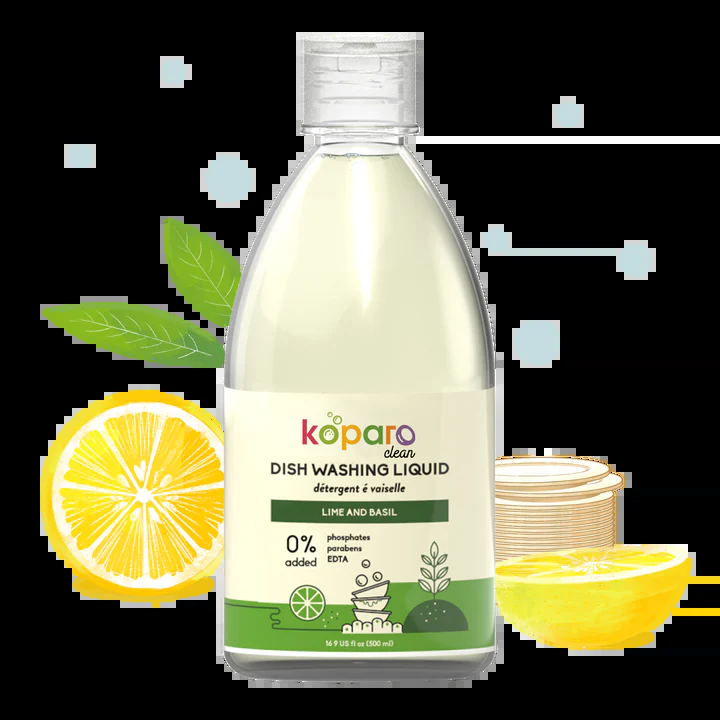 koparo
clean
DISH WASHING LIQUID
détergent é vaiselle
LIME AND BASIL
0% added
phosphates
parabens
EDTA
16 9 US fl oz (500 ml)